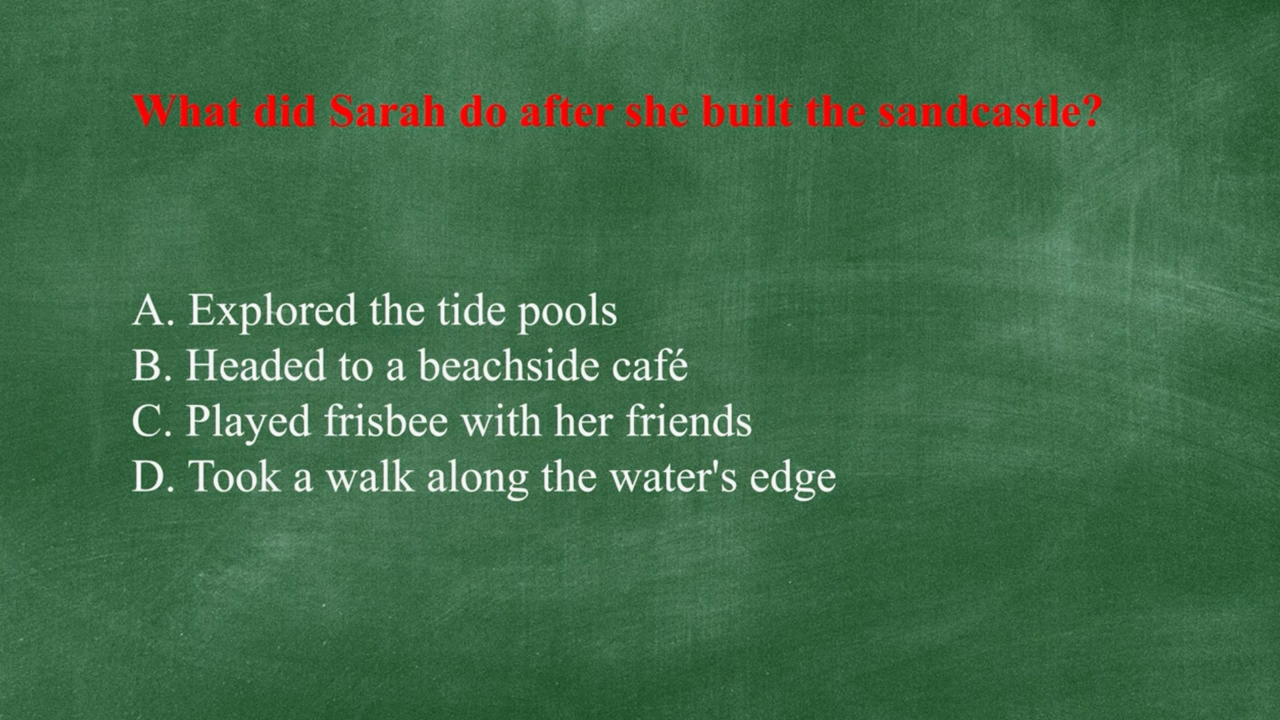 What did Sarah do after she built the sandcastle?
A. Explored the tide pools
B. Headed to a beachside café
C. Played frisbee with her friends
D. Took a walk along the water's edge